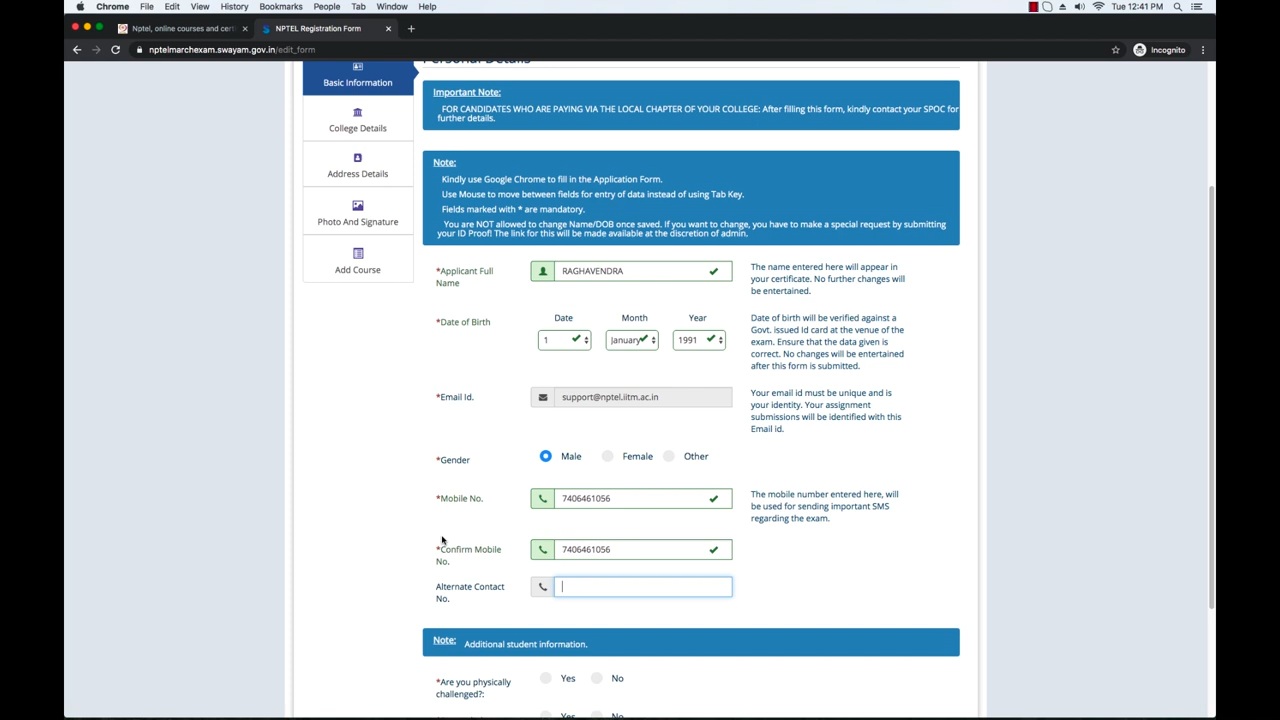 Chrome File Edit View History Bookmarks People Tab Window Help Tue 12:41 PM
Nptel, online courses and cert
NPTEL Registration Form
nptelmarchexam.swayam.gov.in/edit_form
Incognito
Personal Details
Basic Information
College Details
Address Details
Photo And Signature
Add Course
Important Note:
FOR CANDIDATES WHO ARE PAYING VIA THE LOCAL CHAPTER OF YOUR COLLEGE: After filling this form, kindly contact your SPOC for
further details.
Note:
Kindly use Google Chrome to fill in the Application Form.
Use Mouse to move between fields for entry of data instead of using Tab Key.
Fields marked with * are mandatory.
You are NOT allowed to change Name/DOB once saved. If you want to change, you have to make a special request by submitting
your ID Proof! The link for this will be made available at the discretion of admin.
*Applicant Full
Name
RAGHAVENDRA
The name entered here will appear in
your certificate. No further changes will
be entertained.
*Date of Birth
Date Month Year
1 January 1991
Date of birth will be verified against a
Govt. issued Id card at the venue of the
exam. Ensure that the data given is
correct. No changes will be entertained
after this form is submitted.
*Email Id.
support@nptel.iitm.ac.in
Your email id must be unique and is
your identity. Your assignment
submissions will be identified with this
Email id.
*Gender
Male Female Other
*Mobile No.
7406461056
The mobile number entered here, will
be used for sending important SMS
regarding the exam.
*Confirm Mobile
No.
7406461056
Alternate Contact
No.
Note: Additional student information.
*Are you physically
challenged?:
Yes No
Yes No